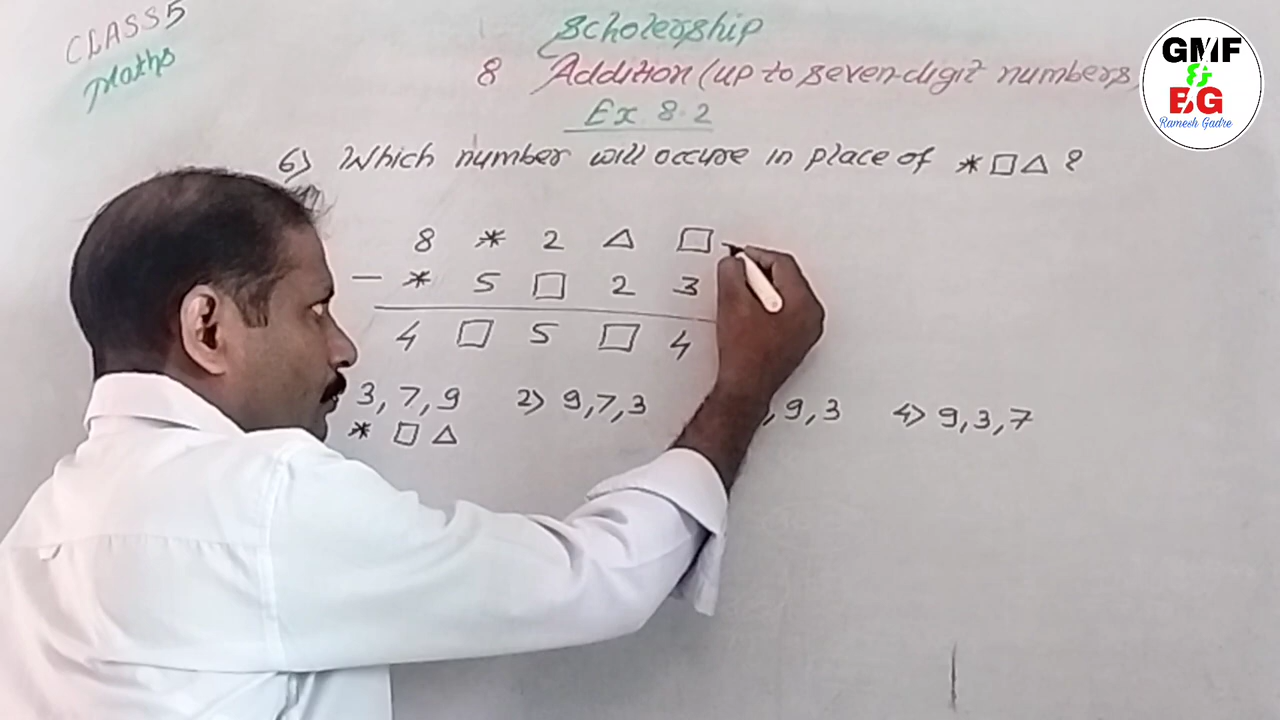 CLASS 5
Maths
Scholership
8 Addition (up to seven-digit numbers)
Ex 8.2
6) Which number will occure in place of * □ △ ?
8 * 2 △ □
- * 5 □ 2 3
4 □ 5 □ 4
3, 7, 9 2) 9, 7, 3 , 9, 3 4) 9, 3, 7
* □ △
GMF
&
EG
Ramesh Gadre